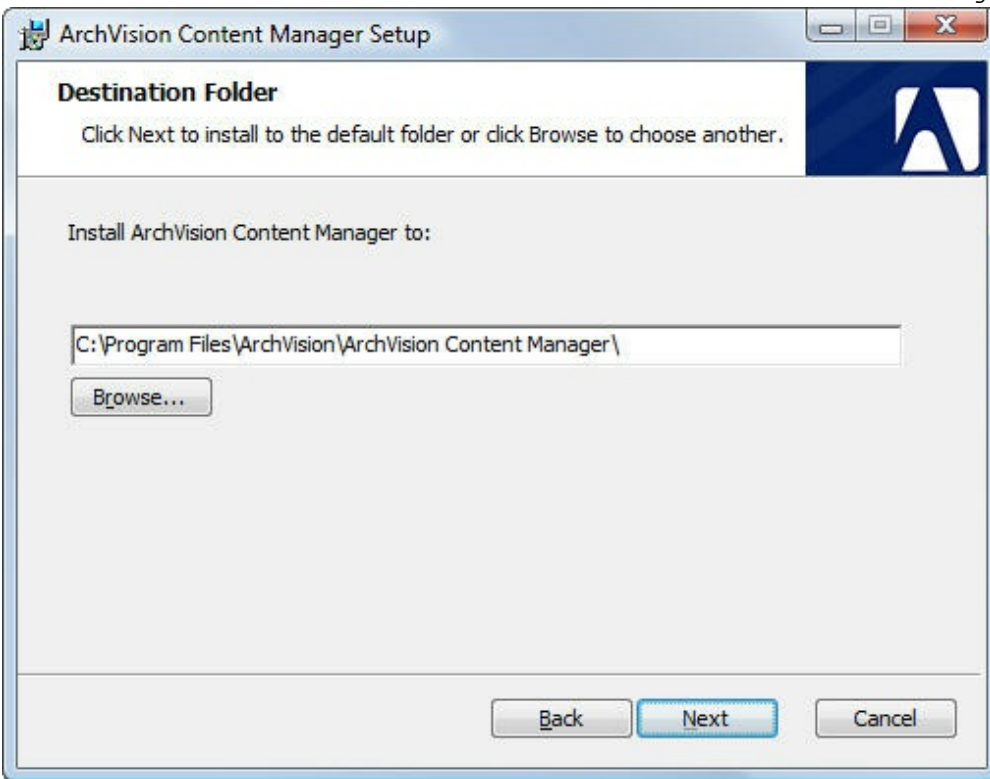 ArchVision Content Manager Setup
Destination Folder
Click Next to install to the default folder or click Browse to choose another.
Install ArchVision Content Manager to:
C:\Program Files\ArchVision\ArchVision Content Manager\
Browse...
Back Next Cancel